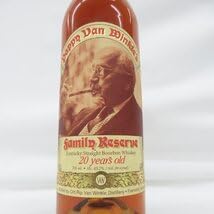 Pappy Van Winkle's
Family Reserve
Kentucky Straight Bourbon Whiskey
20 years old